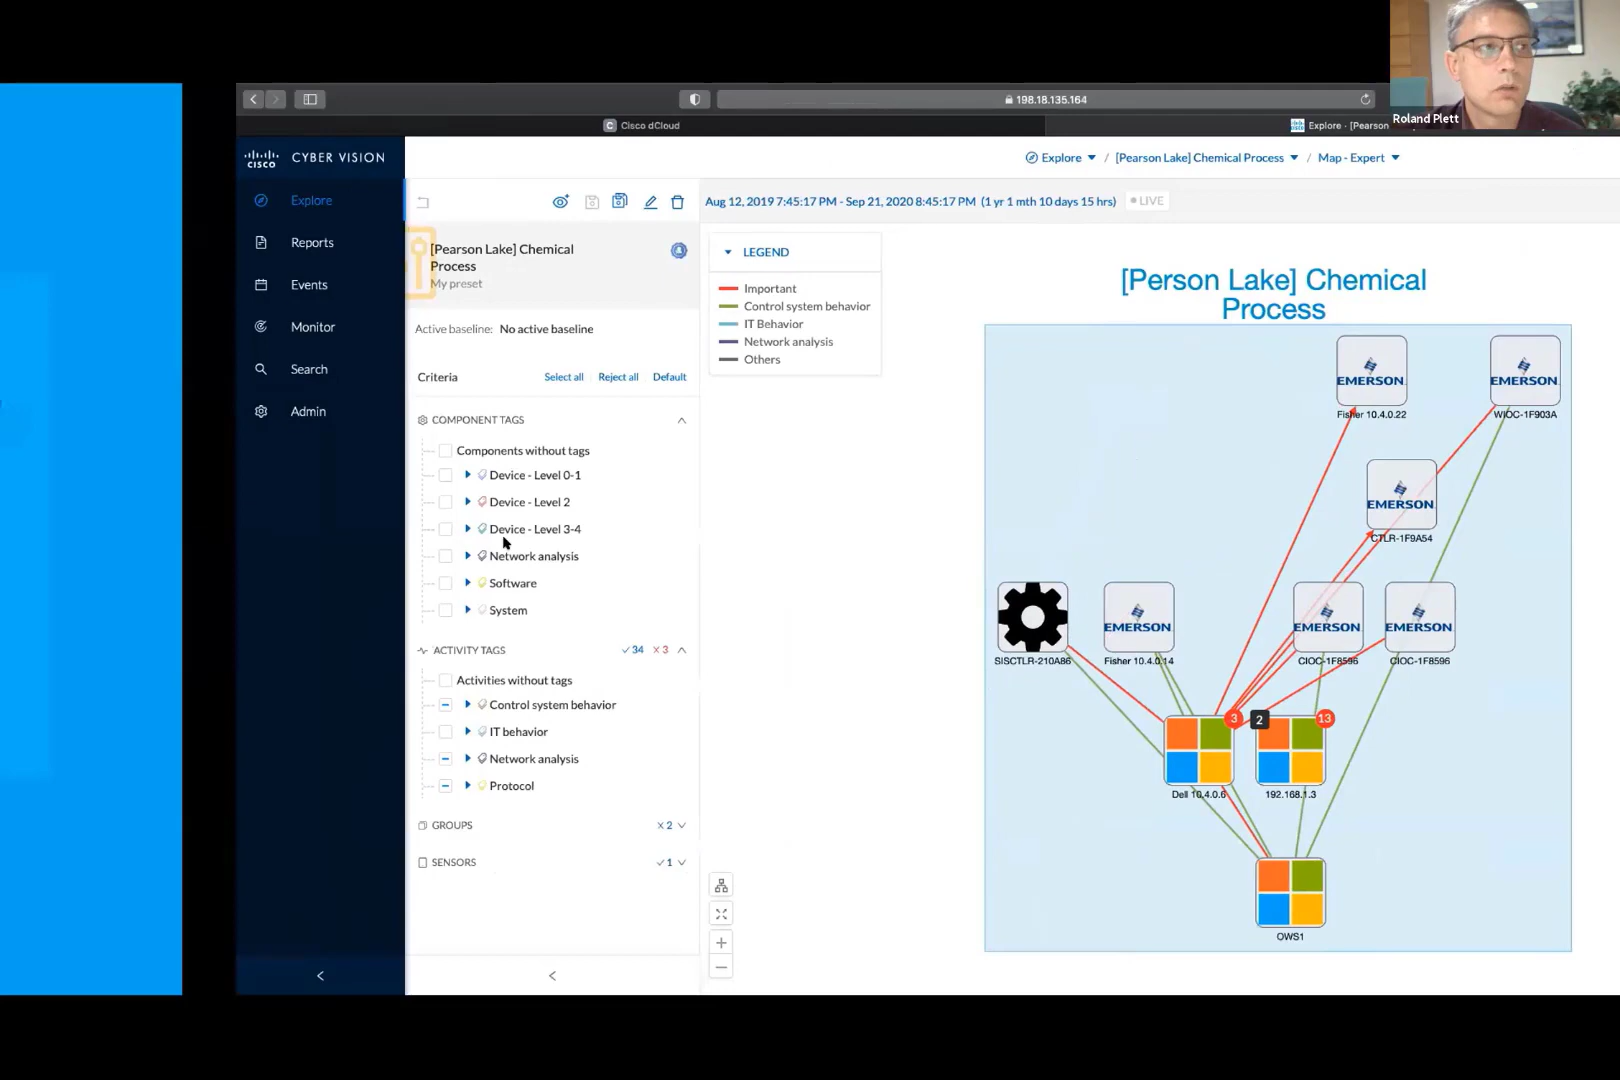 Roland Plett
198.18.135.164
C Cisco dCloud
Explore - [Pearson
CISCO CYBER VISION
Explore / [Pearson Lake] Chemical Process / Map - Expert
Explore
Reports
Events
Monitor
Search
Admin
[Pearson Lake] Chemical
Process
My preset
Active baseline: No active baseline
Criteria Select all Reject all Default
COMPONENT TAGS
Components without tags
Device - Level 0-1
Device - Level 2
Device - Level 3-4
Network analysis
Software
System
ACTIVITY TAGS 34 3
Activities without tags
Control system behavior
IT behavior
Network analysis
Protocol
GROUPS 2
SENSORS 1
Aug 12, 2019 7:45:17 PM - Sep 21, 2020 8:45:17 PM (1 yr 1 mth 10 days 15 hrs) LIVE
LEGEND
Important
Control system behavior
IT Behavior
Network analysis
Others
[Person Lake] Chemical
Process
EMERSON
Fisher 10.4.0.22
EMERSON
WIOC-1F903A
EMERSON
CTLR-1F9A54
SISCTLR-210A86
EMERSON
Fisher 10.4.0.14
EMERSON
CIOC-1F8596
EMERSON
CIOC-1F8596
3
Dell 10.4.0.6
2
13
192.168.1.3
OWS1